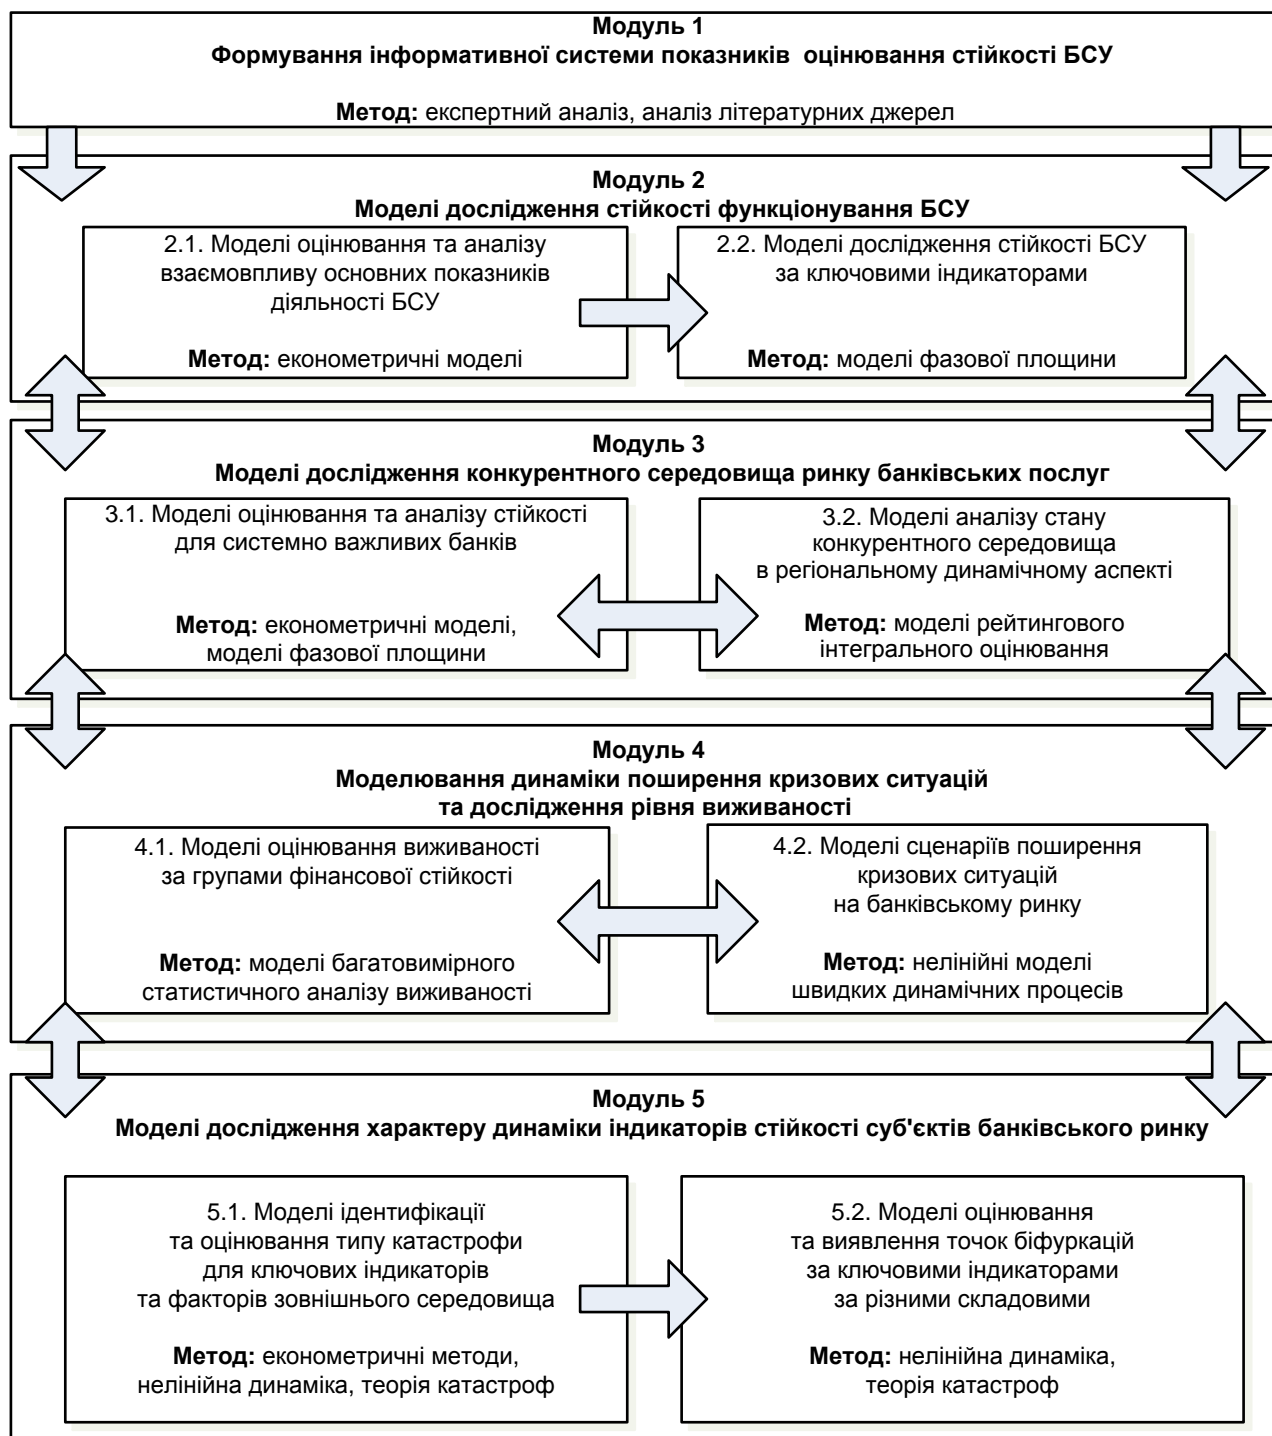 Модуль 1
Формування інформативної системи показників оцінювання стійкості БСУ
Метод: експертний аналіз, аналіз літературних джерел
Модуль 2
Моделі дослідження стійкості функціонування БСУ
2.1. Моделі оцінювання та аналізу
взаємовпливу основних показників
діяльності БСУ
Метод: економетричні моделі
2.2. Моделі дослідження стійкості БСУ
за ключовими індикаторами
Метод: моделі фазової площини
Модуль 3
Моделі дослідження конкурентного середовища ринку банківських послуг
3.1. Моделі оцінювання та аналізу стійкості
для системно важливих банків
Метод: економетричні моделі,
моделі фазової площини
3.2. Моделі аналізу стану
конкурентного середовища
в регіональному динамічному аспекті
Метод: моделі рейтингового
інтегрального оцінювання
Модуль 4
Моделювання динаміки поширення кризових ситуацій
та дослідження рівня виживаності
4.1. Моделі оцінювання виживаності
за групами фінансової стійкості
Метод: моделі багатовимірного
статистичного аналізу виживаності
4.2. Моделі сценаріїв поширення
кризових ситуацій
на банківському ринку
Метод: нелінійні моделі
швидких динамічних процесів
Модуль 5
Моделі дослідження характеру динаміки індикаторів стійкості суб'єктів банківського ринку
5.1. Моделі ідентифікації
та оцінювання типу катастрофи
для ключових індикаторів
та факторів зовнішнього середовища
Метод: економетричні методи,
нелінійна динаміка, теорія катастроф
5.2. Моделі оцінювання
та виявлення точок біфуркацій
за ключовими індикаторами
за різними складовими
Метод: нелінійна динаміка,
теорія катастроф